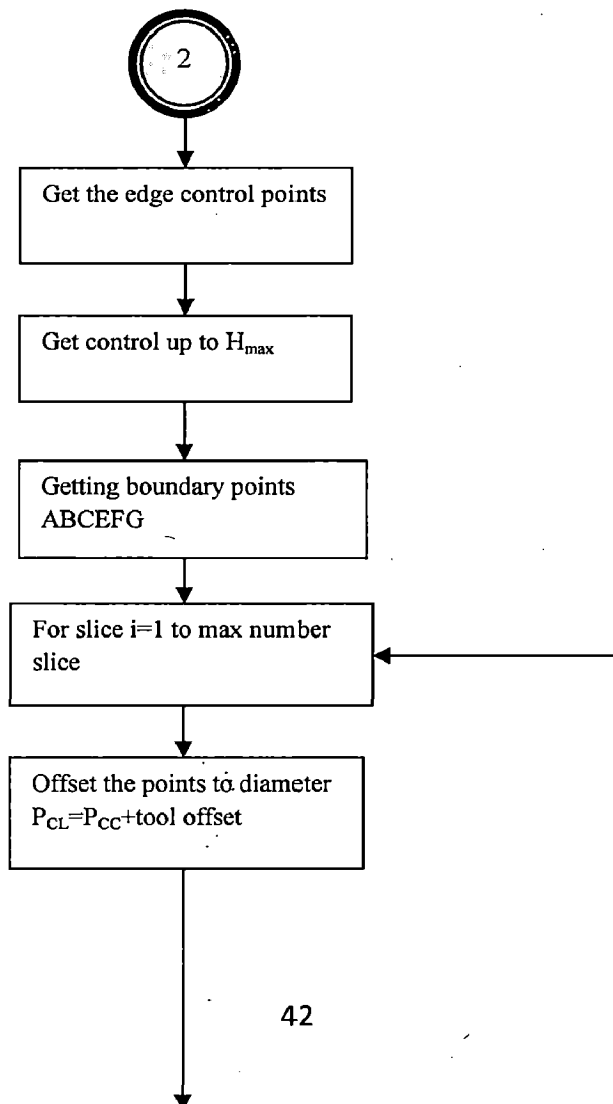 2
Get the edge control points
Get control up to Hmax
Getting boundary points
ABCEFG
For slice i=1 to max number
slice
Offset the points to diameter
PCL=PCC+tool offset
42